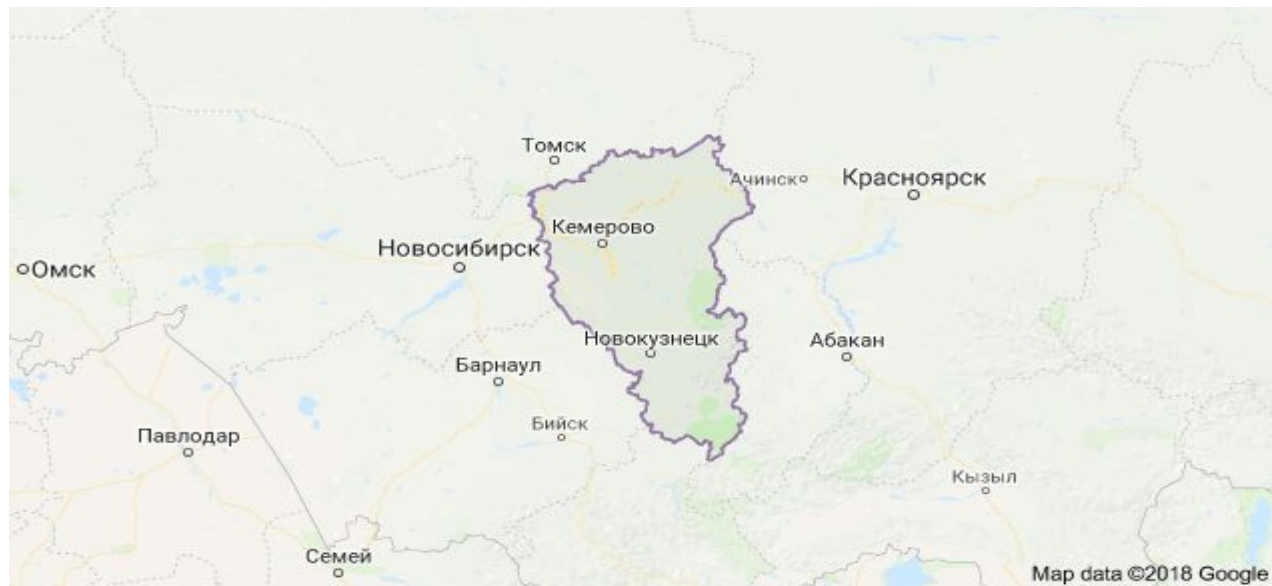 Томск
Ачинск
Красноярск
Кемерово
Новосибирск
Омск
Новокузнецк
Абакан
Барнаул
Бийск
Павлодар
Кызыл
Семей
Map data ©2018 Google